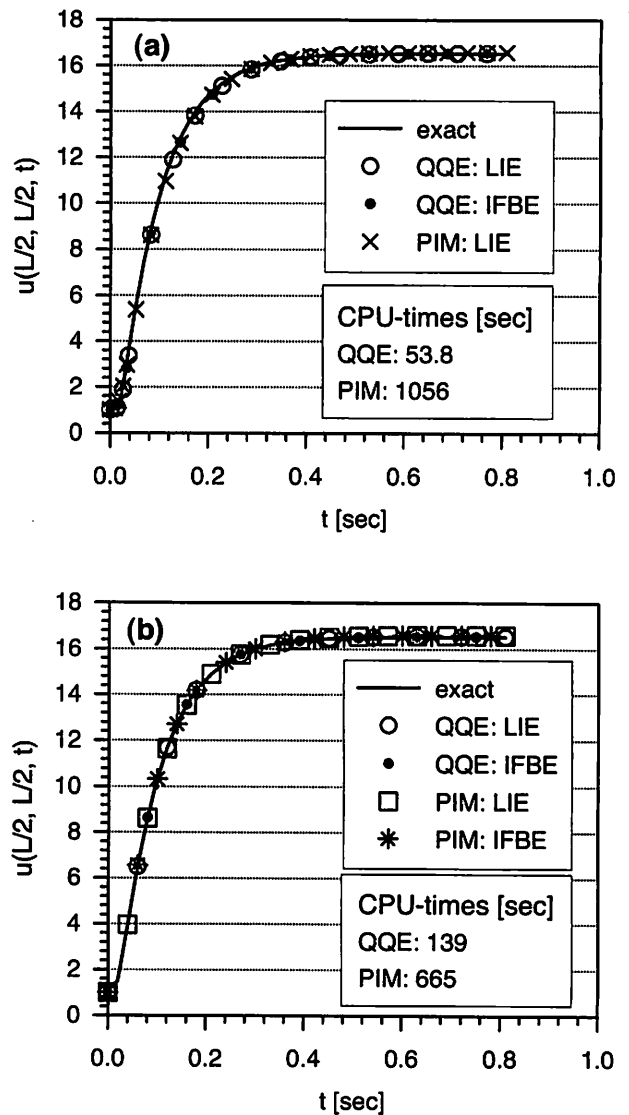 18
(a)
16
14
12
10
8
6
4
2
0
u(L/2, L/2, t)
exact
QQE: LIE
QQE: IFBE
PIM: LIE
CPU-times [sec]
QQE: 53.8
PIM: 1056
0.0 0.2 0.4 0.6 0.8 1.0
t [sec]
18
(b)
16
14
12
10
8
6
4
2
0
u(L/2, L/2, t)
exact
QQE: LIE
QQE: IFBE
PIM: LIE
PIM: IFBE
CPU-times [sec]
QQE: 139
PIM: 665
0.0 0.2 0.4 0.6 0.8 1.0
t [sec]